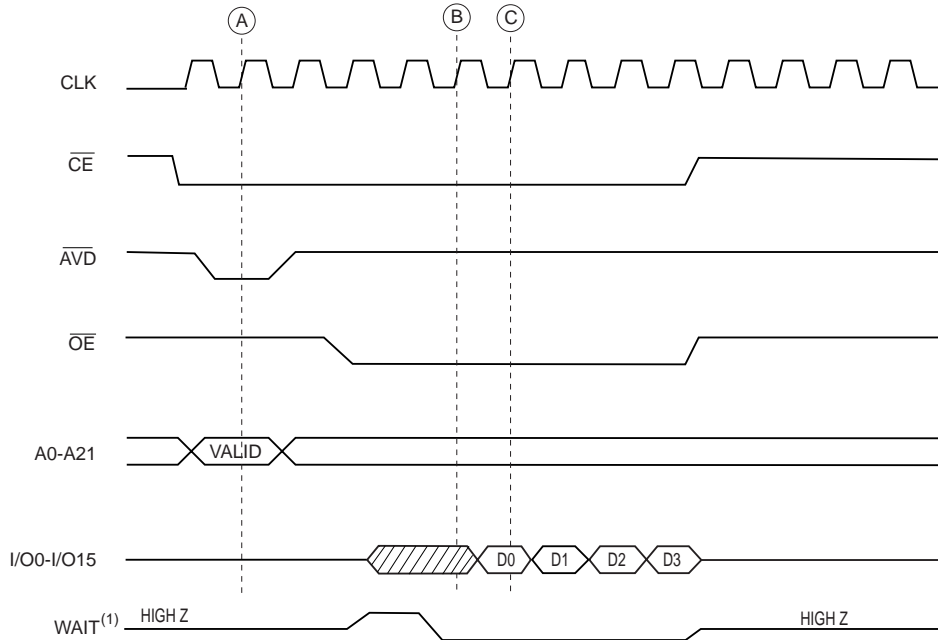 A B C
CLK
CE
AVD
OE
A0-A21 VALID
I/O0-I/O15 D0 D1 D2 D3
WAIT(1) HIGH Z HIGH Z